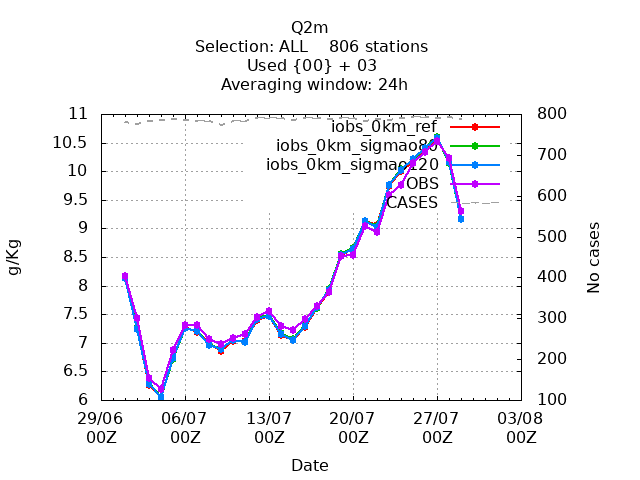 Q2m
Selection: ALL    806 stations
Used {00} + 03
Averaging window: 24h
11
10.5
10
9.5
9
8.5
8
7.5
7
6.5
6
g/Kg
800
700
600
500
400
300
200
100
No cases
iobs_0km_ref
iobs_0km_sigmao80
iobs_0km_sigmao120
OBS
CASES
29/06 06/07 13/07 20/07 27/07 03/08
00Z 00Z 00Z 00Z 00Z 00Z
Date